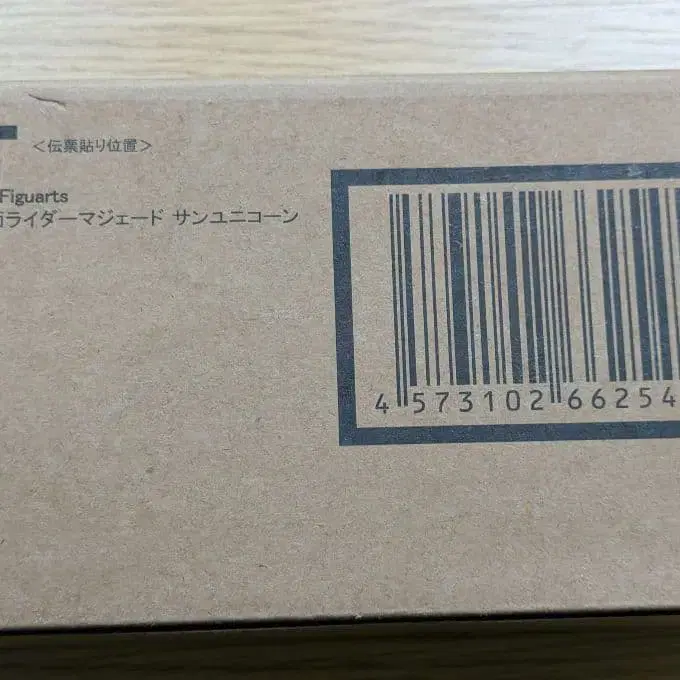 <伝票貼り位置>
Figuarts
ライダーマジェード サンユニコーン
4 573102 66254